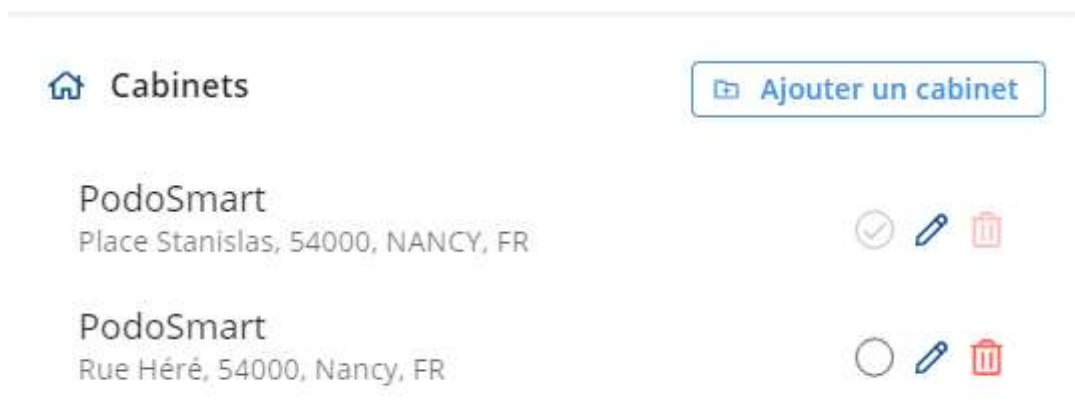 Cabinets
Ajouter un cabinet
PodoSmart
Place Stanislas, 54000, NANCY, FR
PodoSmart
Rue Héré, 54000, Nancy, FR